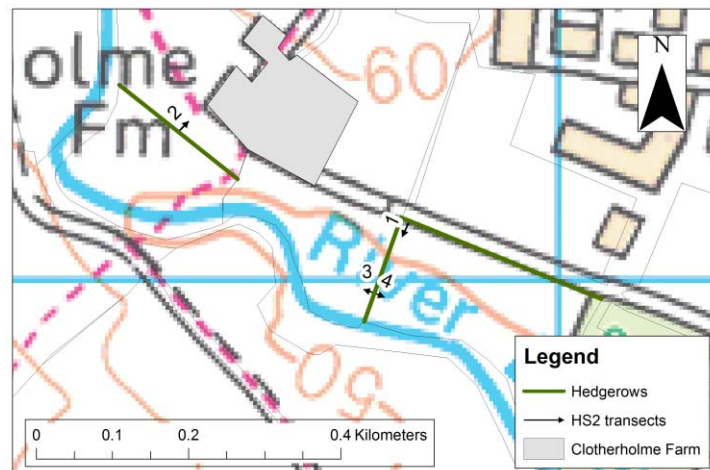 olme
Fm
60
N
2
1
River
3 4
50
Legend
Hedgerows
HS2 transects
Clotherholme Farm
0 0.1 0.2 0.4 Kilometers